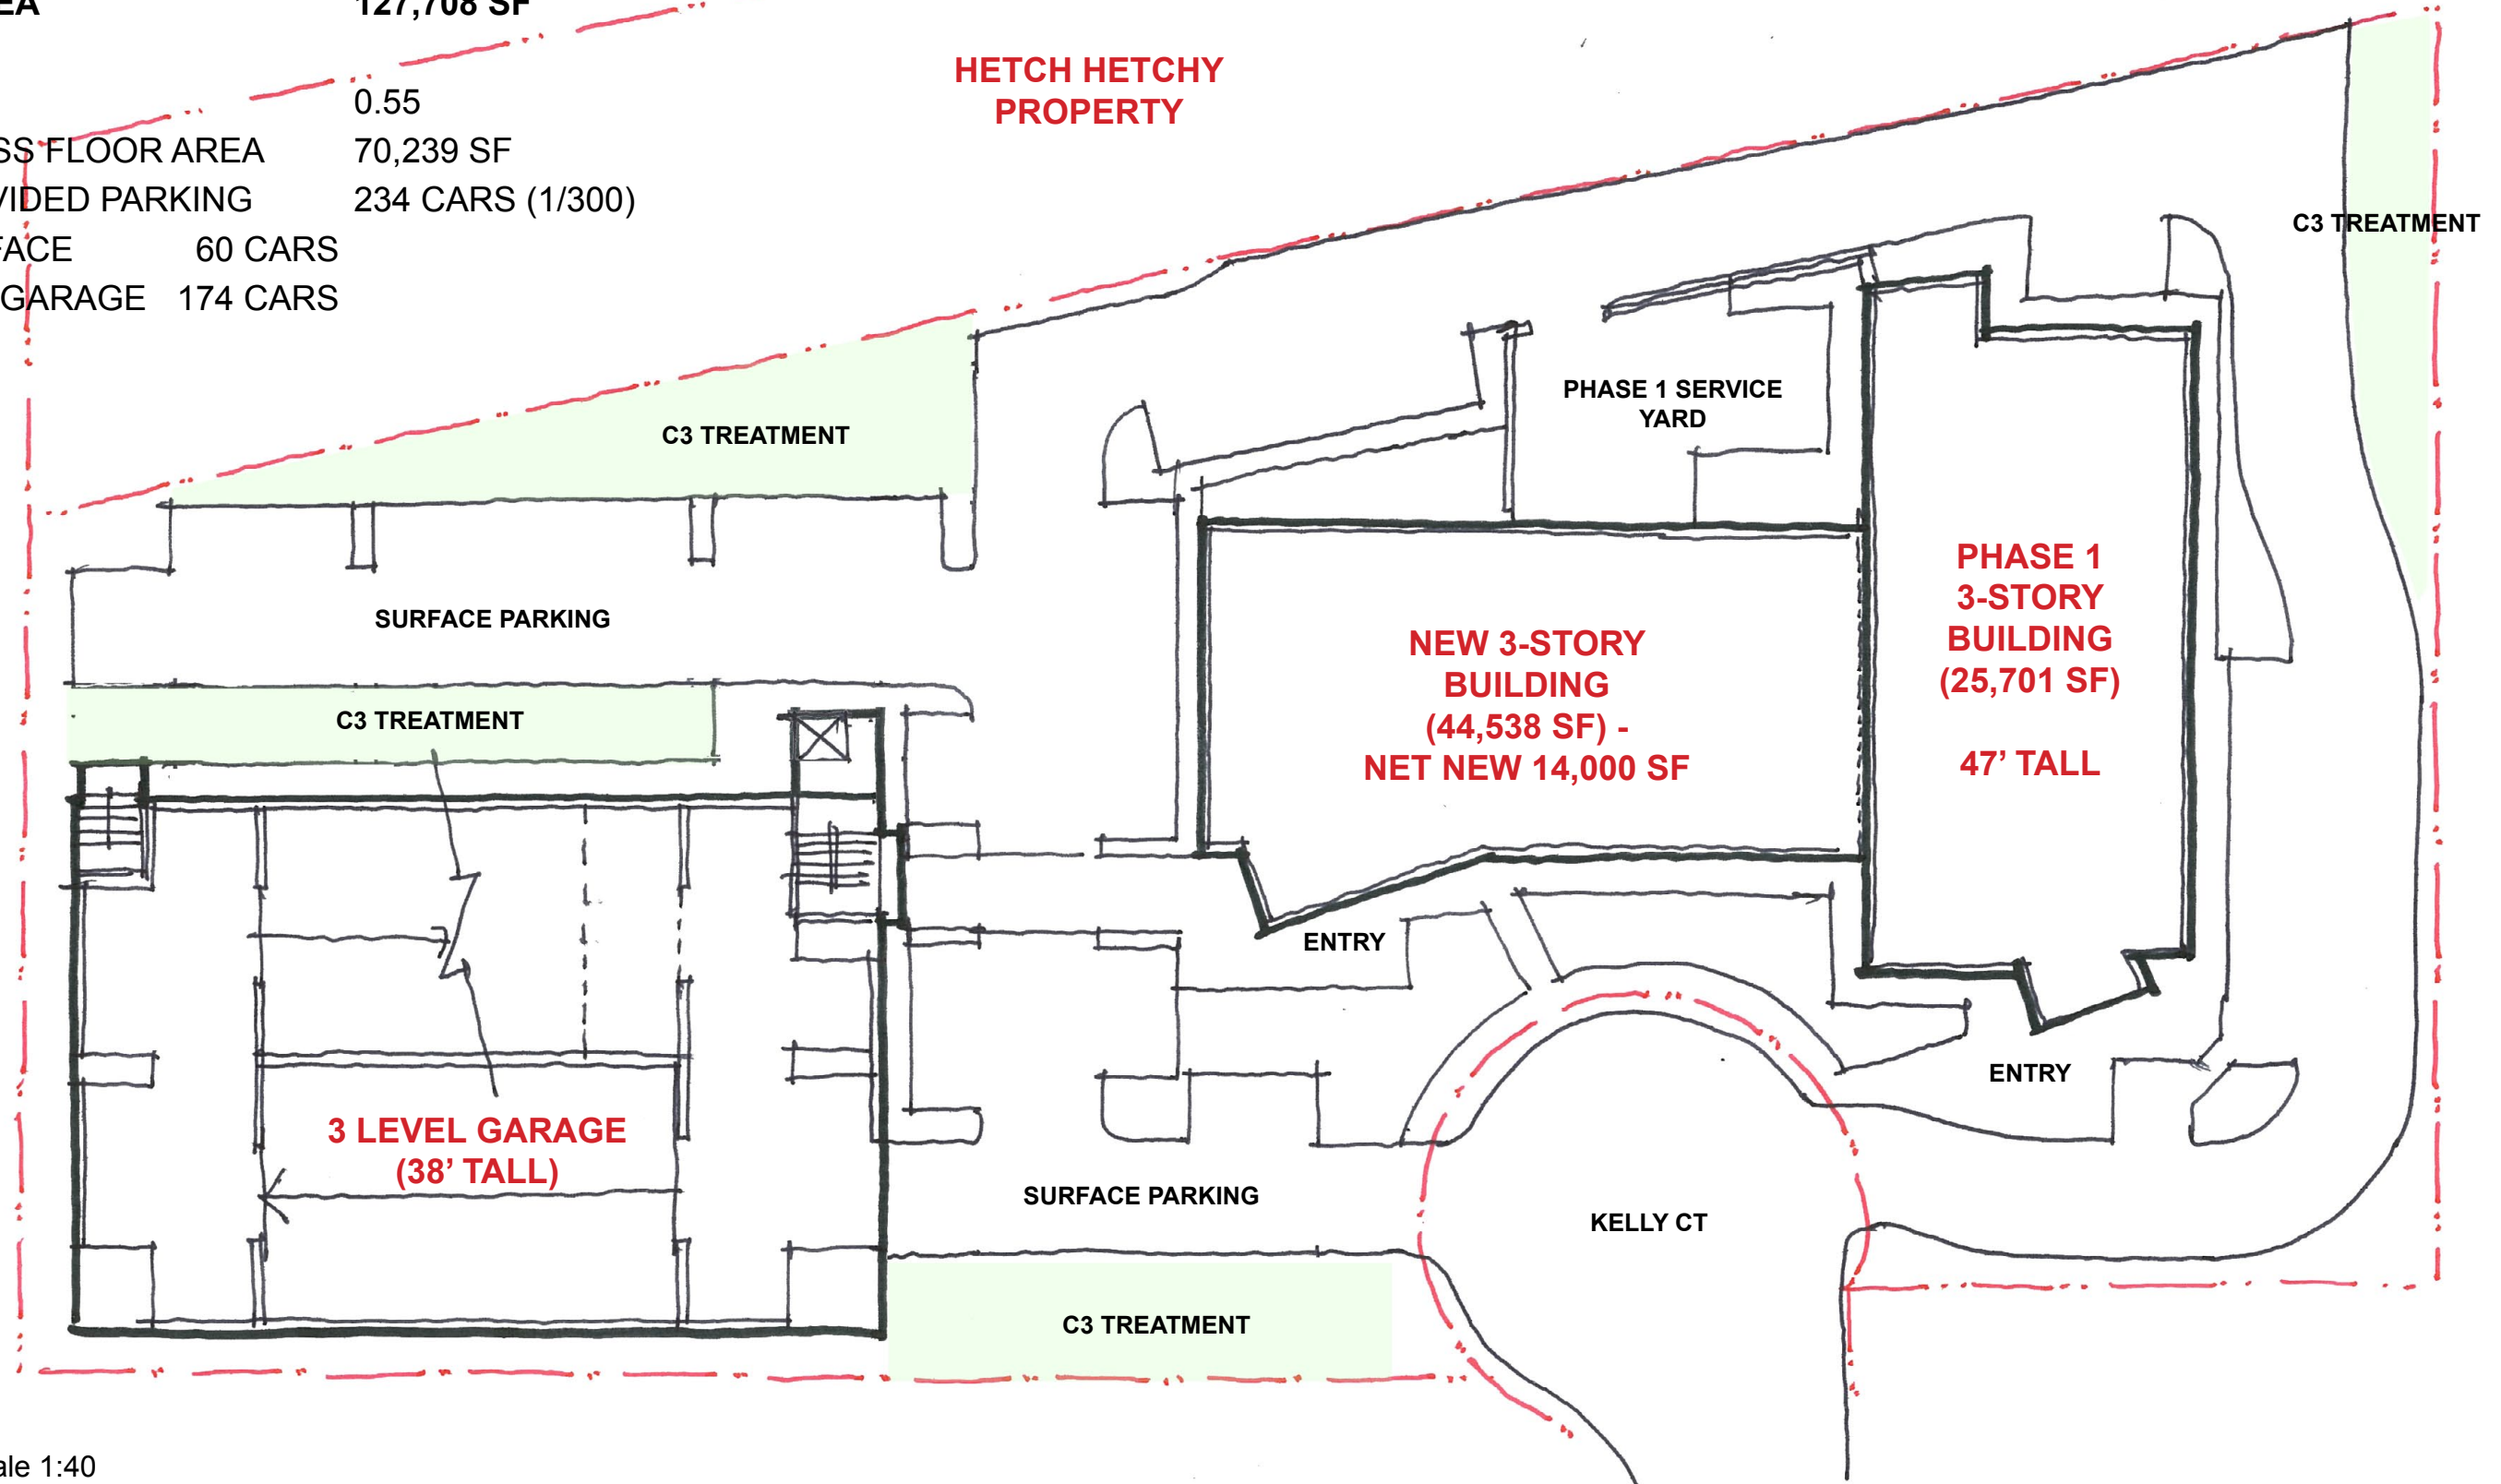 EA 127,708 SF
0.55
SS FLOOR AREA 70,239 SF
VIDED PARKING 234 CARS (1/300)
FACE 60 CARS
GARAGE 174 CARS
HETCH HETCHY
PROPERTY
C3 TREATMENT
PHASE 1 SERVICE
YARD
C3 TREATMENT
SURFACE PARKING
C3 TREATMENT
NEW 3-STORY
BUILDING
(44,538 SF) -
NET NEW 14,000 SF
PHASE 1
3-STORY
BUILDING
(25,701 SF)
47’ TALL
ENTRY
ENTRY
3 LEVEL GARAGE
(38’ TALL)
SURFACE PARKING
KELLY CT
C3 TREATMENT
ale 1:40